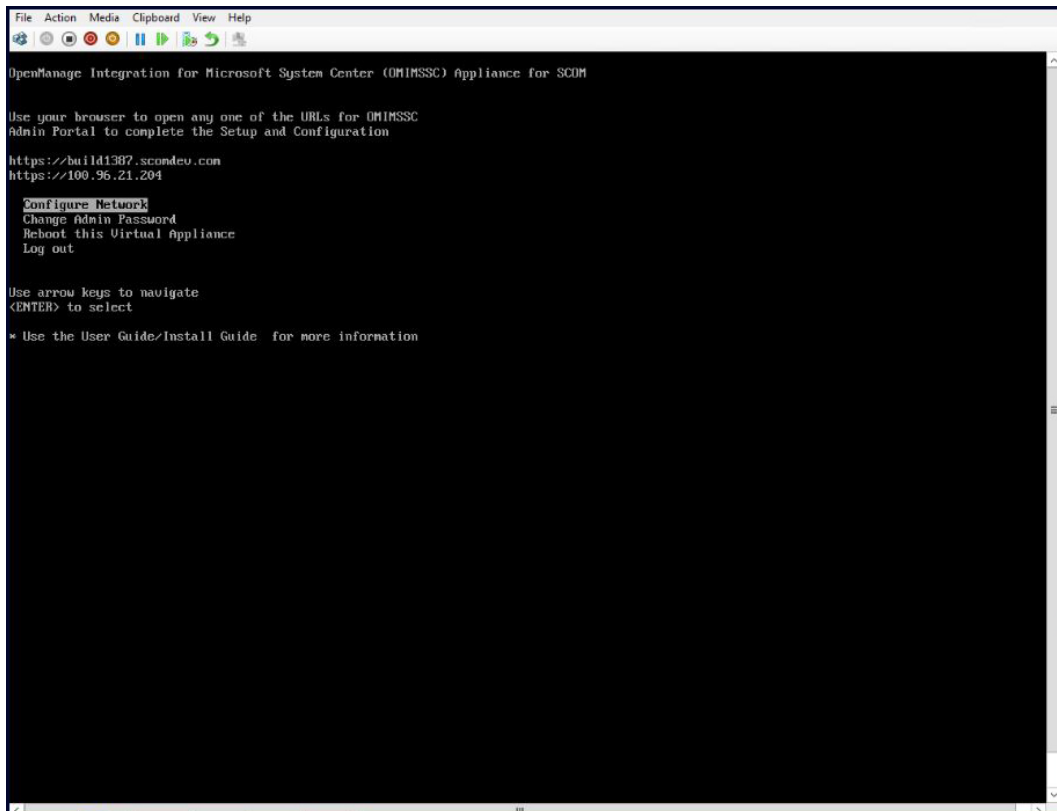 File Action Media Clipboard View Help
OpenManage Integration for Microsoft System Center (OMIMSSC) Appliance for SCOM
Use your browser to open any one of the URLs for OMIMSSC
Admin Portal to complete the Setup and Configuration
https://build1387.scomdev.com
https://100.96.21.204
Configure Network
Change Admin Password
Reboot this Virtual Appliance
Log out
Use arrow keys to navigate
<ENTER> to select
* Use the User Guide/Install Guide for more information